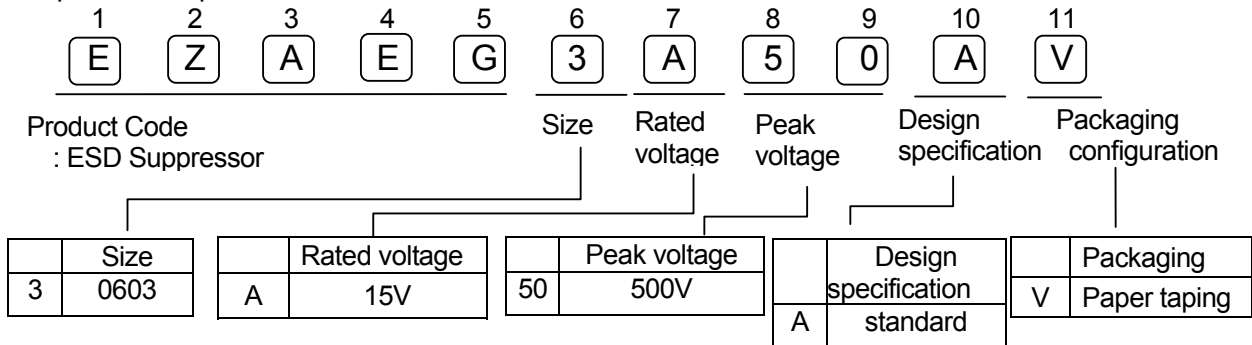 1 2 3 4 5 6 7 8 9 10 11
E Z A E G 3 A 5 0 A V
Product Code
: ESD Suppressor
Size
Rated
voltage
Peak
voltage
Design
specification
Packaging
configuration
Size
3 0603
Rated voltage
A 15V
Peak voltage
50 500V
Design
specification
A standard
Packaging
V Paper taping